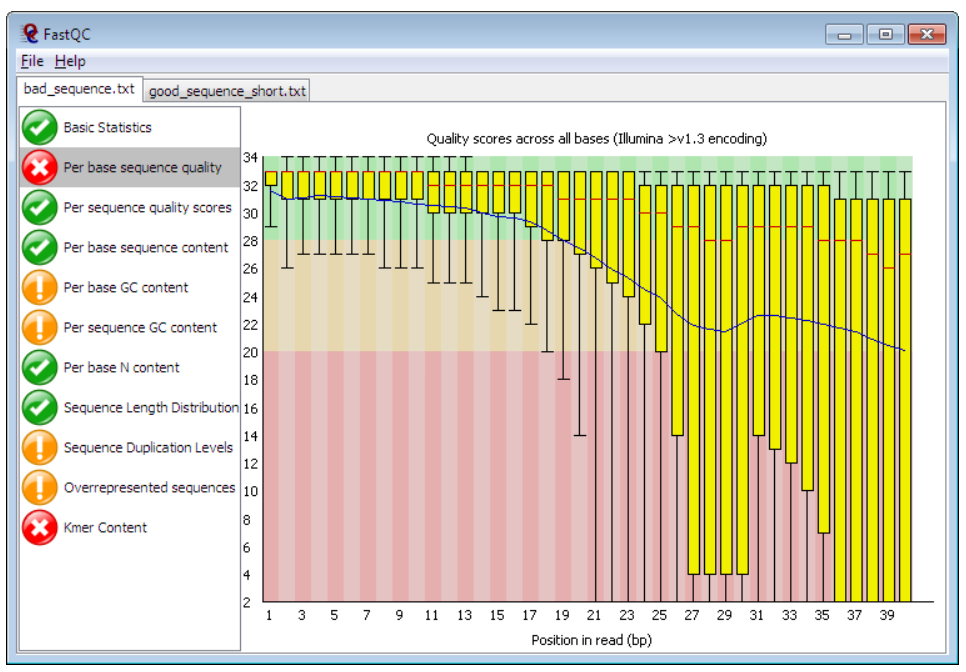 FastQC
File Help
bad_sequence.txt good_sequence_short.txt
Basic Statistics
Per base sequence quality
Per sequence quality scores
Per base sequence content
Per base GC content
Per sequence GC content
Per base N content
Sequence Length Distribution
Sequence Duplication Levels
Overrepresented sequences
Kmer Content
Quality scores across all bases (Illumina >v1.3 encoding)
34
32
30
28
26
24
22
20
18
16
14
12
10
8
6
4
2
1 3 5 7 9 11 13 15 17 19 21 23 25 27 29 31 33 35 37 39
Position in read (bp)